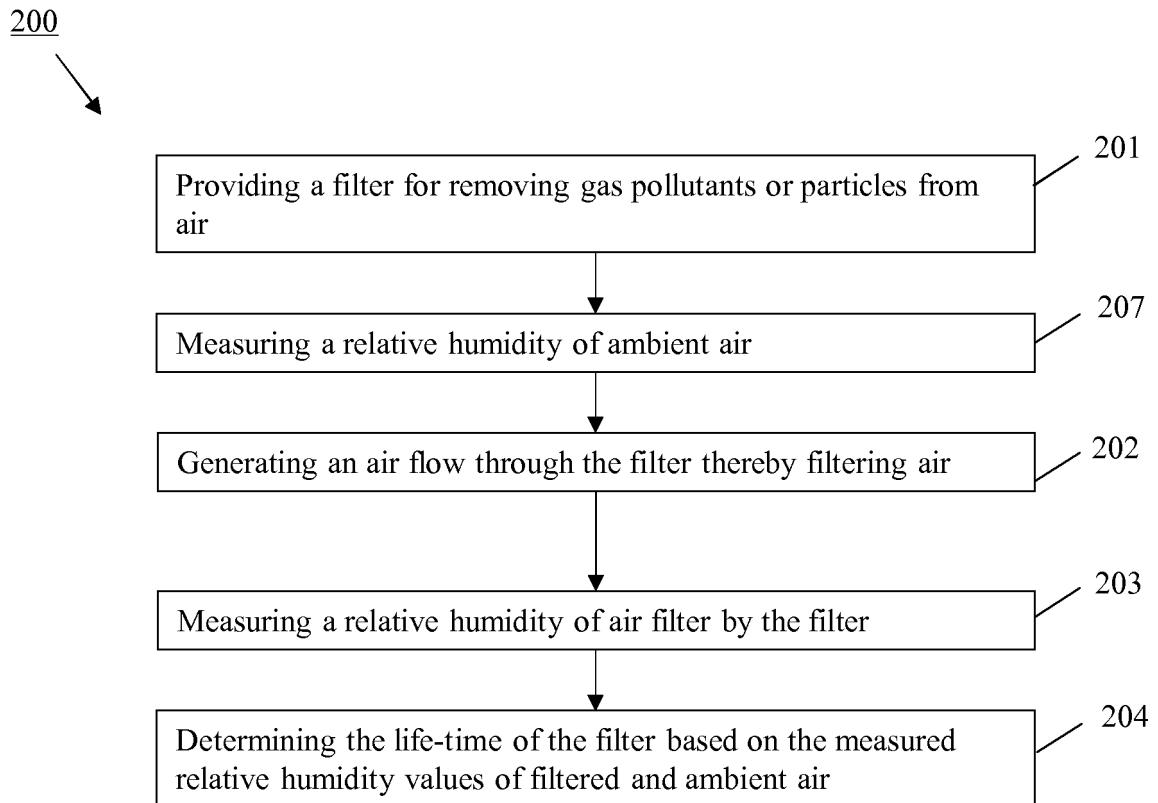 200
201
Providing a filter for removing gas pollutants or particles from
air
207
Measuring a relative humidity of ambient air
202
Generating an air flow through the filter thereby filtering air
203
Measuring a relative humidity of air filter by the filter
204
Determining the life-time of the filter based on the measured
relative humidity values of filtered and ambient air